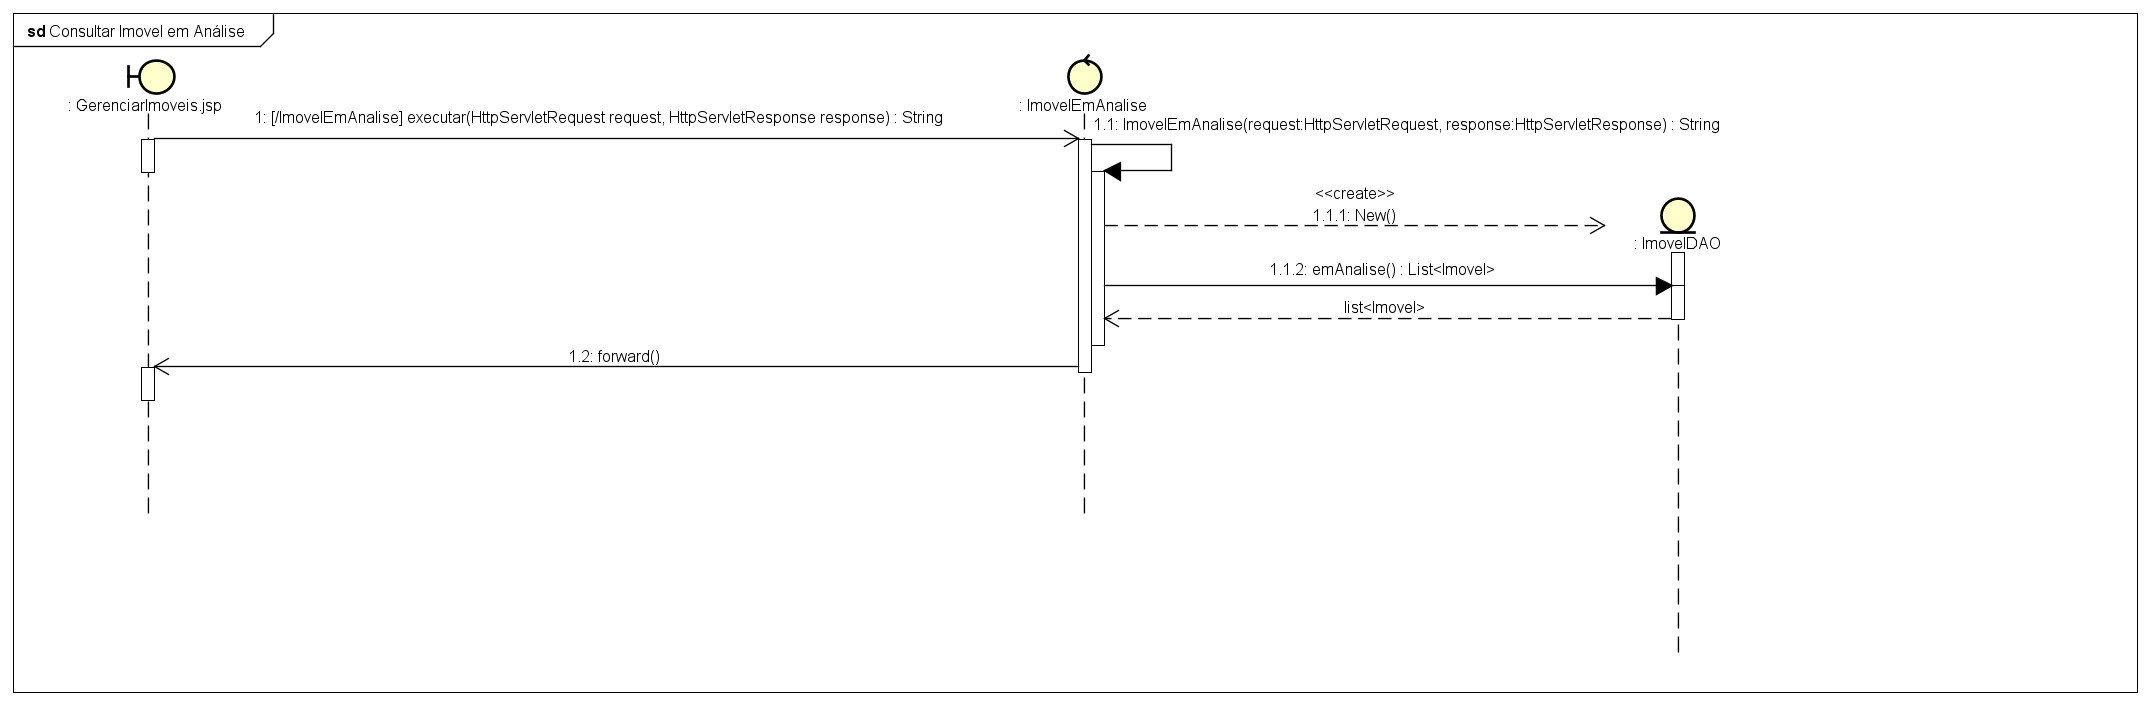 sd Consultar Imovel em Análise
: GerenciarImoveis.jsp
: ImovelEmAnalise
1: [/ImovelEmAnalise] executar(HttpServletRequest request, HttpServletResponse response) : String
1.1: ImovelEmAnalise(request:HttpServletRequest, response:HttpServletResponse) : String
<<create>>
1.1.1: New()
: ImovelDAO
1.1.2: emAnalise() : List<Imovel>
list<Imovel>
1.2: forward()